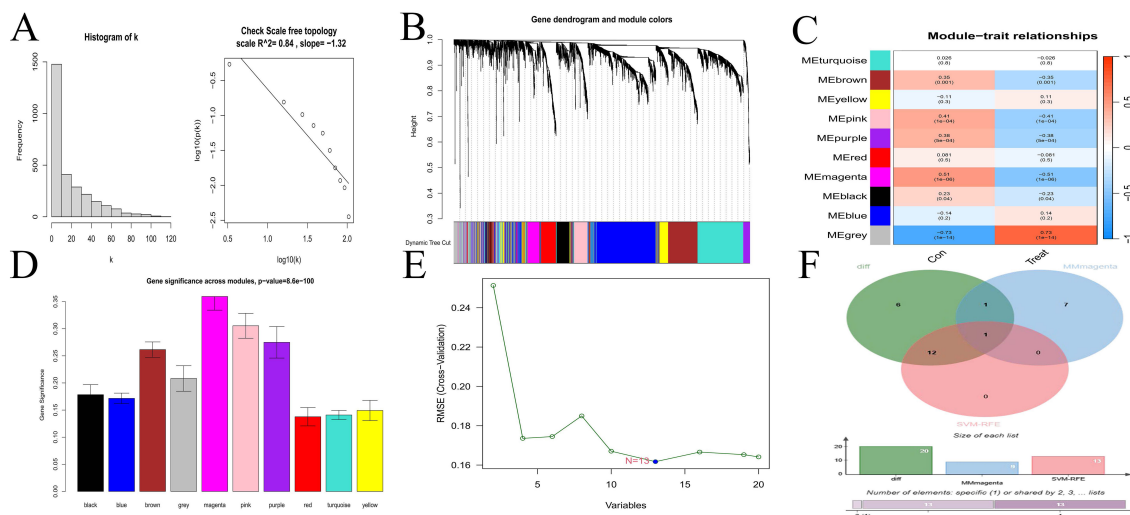 A
Histogram of k
Frequency
1500
1000
500
0
0 20 40 60 80 100 120
k
Check Scale free topology
scale R^2= 0.84 , slope= −1.32
log10(p(k))
−0.5
−1.0
−1.5
−2.0
−2.5
0.5 1.0 1.5 2.0
log10(k)
B
Gene dendrogram and module colors
Height
1.0
0.9
0.8
0.7
0.6
0.5
0.4
0.3
Dynamic Tree Cut
C
Module−trait relationships
MEturquoise 0.026 (0.8) −0.026 (0.8)
MEbrown 0.35 (0.001) −0.35 (0.001)
MEyellow −0.11 (0.3) 0.11 (0.3)
MEpink 0.41 (1e−04) −0.41 (1e−04)
MEpurple 0.38 −0.38
MEred 0.081 −0.081
MEmagenta 0.51 (1e−06) −0.51 (1e−06)
MEblack 0.23 (0.04) −0.23 (0.04)
MEblue −0.14 (0.2) 0.14 (0.2)
MEgrey −0.73 (1e−14) 0.73 (1e−14)
Con Treat
1
0.5
0
−0.5
−1
D
Gene significance across modules, p−value=8.6e−100
Gene Significance
0.35
0.30
0.25
0.20
0.15
0.10
0.05
0.00
black blue brown grey magenta pink purple red turquoise yellow
E
RMSE (Cross−Validation)
0.24
0.22
0.20
0.18
0.16
N=13
5 10 15 20
Variables
F
diff
MMmagenta
6 1 7
1
12 0
0
SVM-RFE
Size of each list
20
10
0
20 9 13
diff MMmagenta SVM-RFE
Number of elements: specific (1) or shared by 2, 3, ... lists
13 13